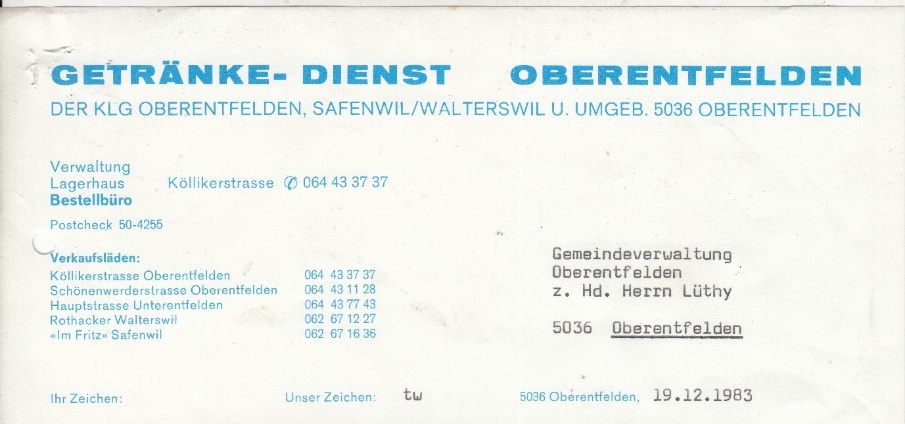 GETRÄNKE- DIENST OBERENTFELDEN
DER KLG OBERENTFELDEN, SAFENWIL/WALTERSWIL U. UMGEB. 5036 OBERENTFELDEN
Verwaltung
Lagerhaus Köllikerstrasse ✆ 064 43 37 37
Bestellbüro
Postcheck 50-4255
Verkaufsläden:
Köllikerstrasse Oberentfelden 064 43 37 37
Schönenwerderstrasse Oberentfelden 064 43 11 28
Hauptstrasse Unterentfelden 064 43 77 43
Rothacker Walterswil 062 67 12 27
«Im Fritz» Safenwil 062 67 16 36
Gemeindeverwaltung
Oberentfelden
z. Hd. Herrn Lüthy
5036 Oberentfelden
Ihr Zeichen: Unser Zeichen: tw 5036 Oberentfelden, 19.12.1983